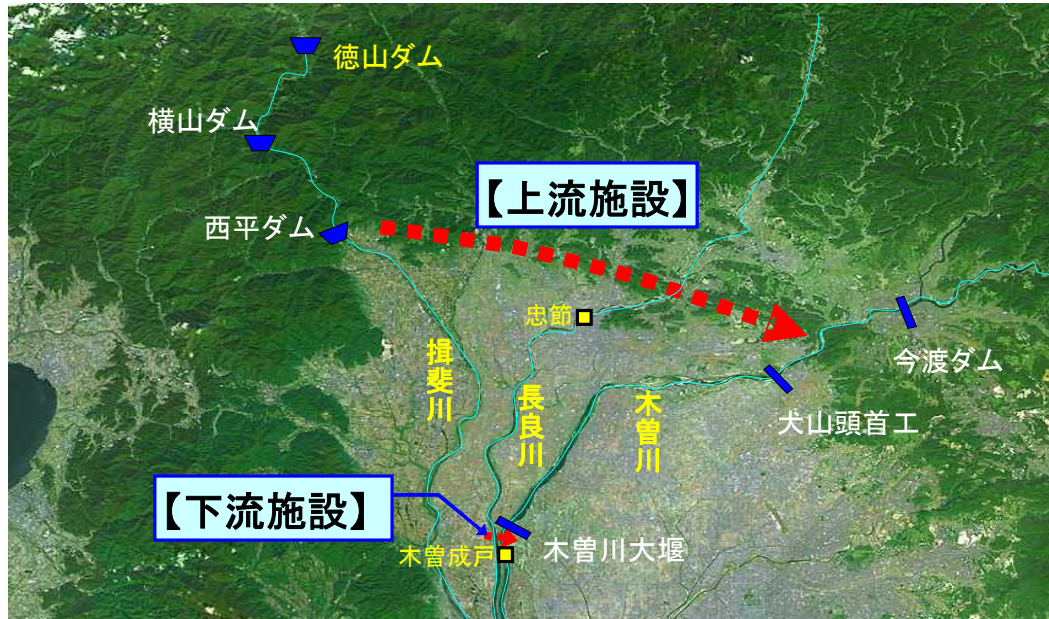 徳山ダム
横山ダム
【上流施設】
西平ダム
忠節
今渡ダム
揖斐川
長良川
木曽川
犬山頭首工
【下流施設】
木曽成戸
木曽川大堰